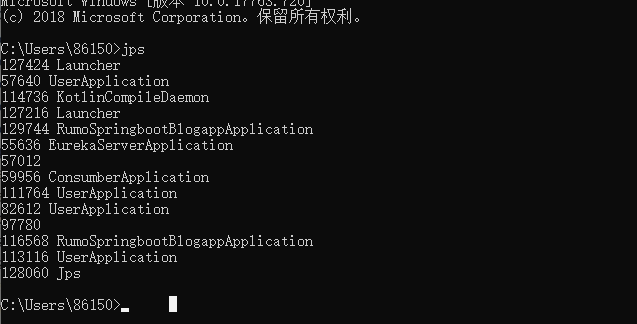 Microsoft Windows [版本 10.0.17763.720]
(c) 2018 Microsoft Corporation。保留所有权利。
C:\Users\86150>jps
127424 Launcher
57640 UserApplication
114736 KotlinCompileDaemon
127216 Launcher
129744 RumoSpringbootBlogappApplication
55636 EurekaServerApplication
57012
59956 ConsumberApplication
111764 UserApplication
82612 UserApplication
97780
116568 RumoSpringbootBlogappApplication
113116 UserApplication
128060 Jps
C:\Users\86150>